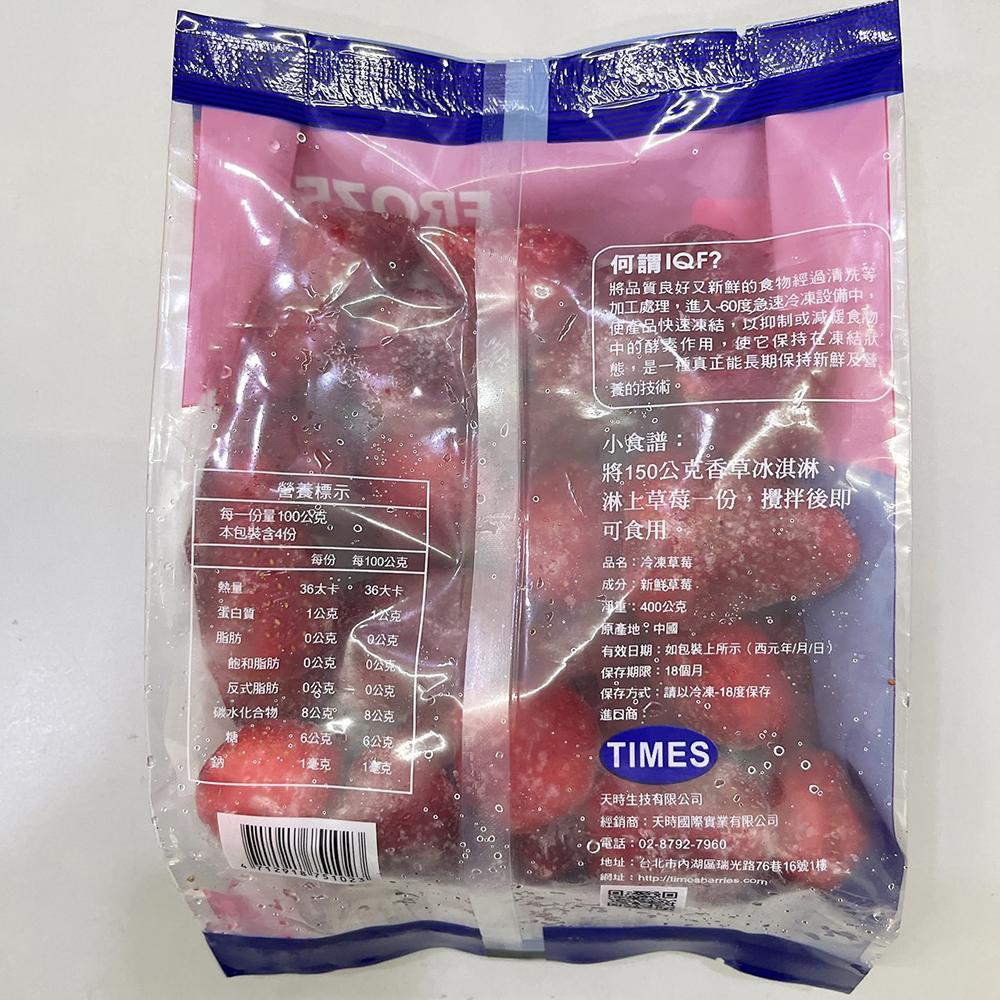 FROZE
何謂IQF?
將品質良好又新鮮的食物經過清洗等
加工處理，進入-60度急速冷凍設備中，
使產品快速凍結，以抑制或減緩食物
中的酵素作用，使它保持在凍結狀
態，是一種真正能長期保持新鮮及營
養的技術。
小食譜：
將150公克香草冰淇淋、
淋上草莓一份，攪拌後即
可食用。
品名：冷凍草莓
成分：新鮮草莓
淨重：400公克
原產地：中國
有效日期：如包裝上所示（西元年/月/日）
保存期限：18個月
保存方式：請以冷凍-18度保存
進口商：
TIMES
天時生技有限公司
經銷商：天時國際實業有限公司
電話：02-8792-7960
地址：台北市內湖區瑞光路76巷16號1樓
網址：http://timesberries.com
營養標示
每一份量100公克
本包裝含4份
每份 每100公克
熱量 36大卡 36大卡
蛋白質 1公克 1公克
脂肪 0公克 0公克
飽和脂肪 0公克 0公克
反式脂肪 0公克 0公克
碳水化合物 8公克 8公克
糖 6公克 6公克
鈉 1毫克 1毫克